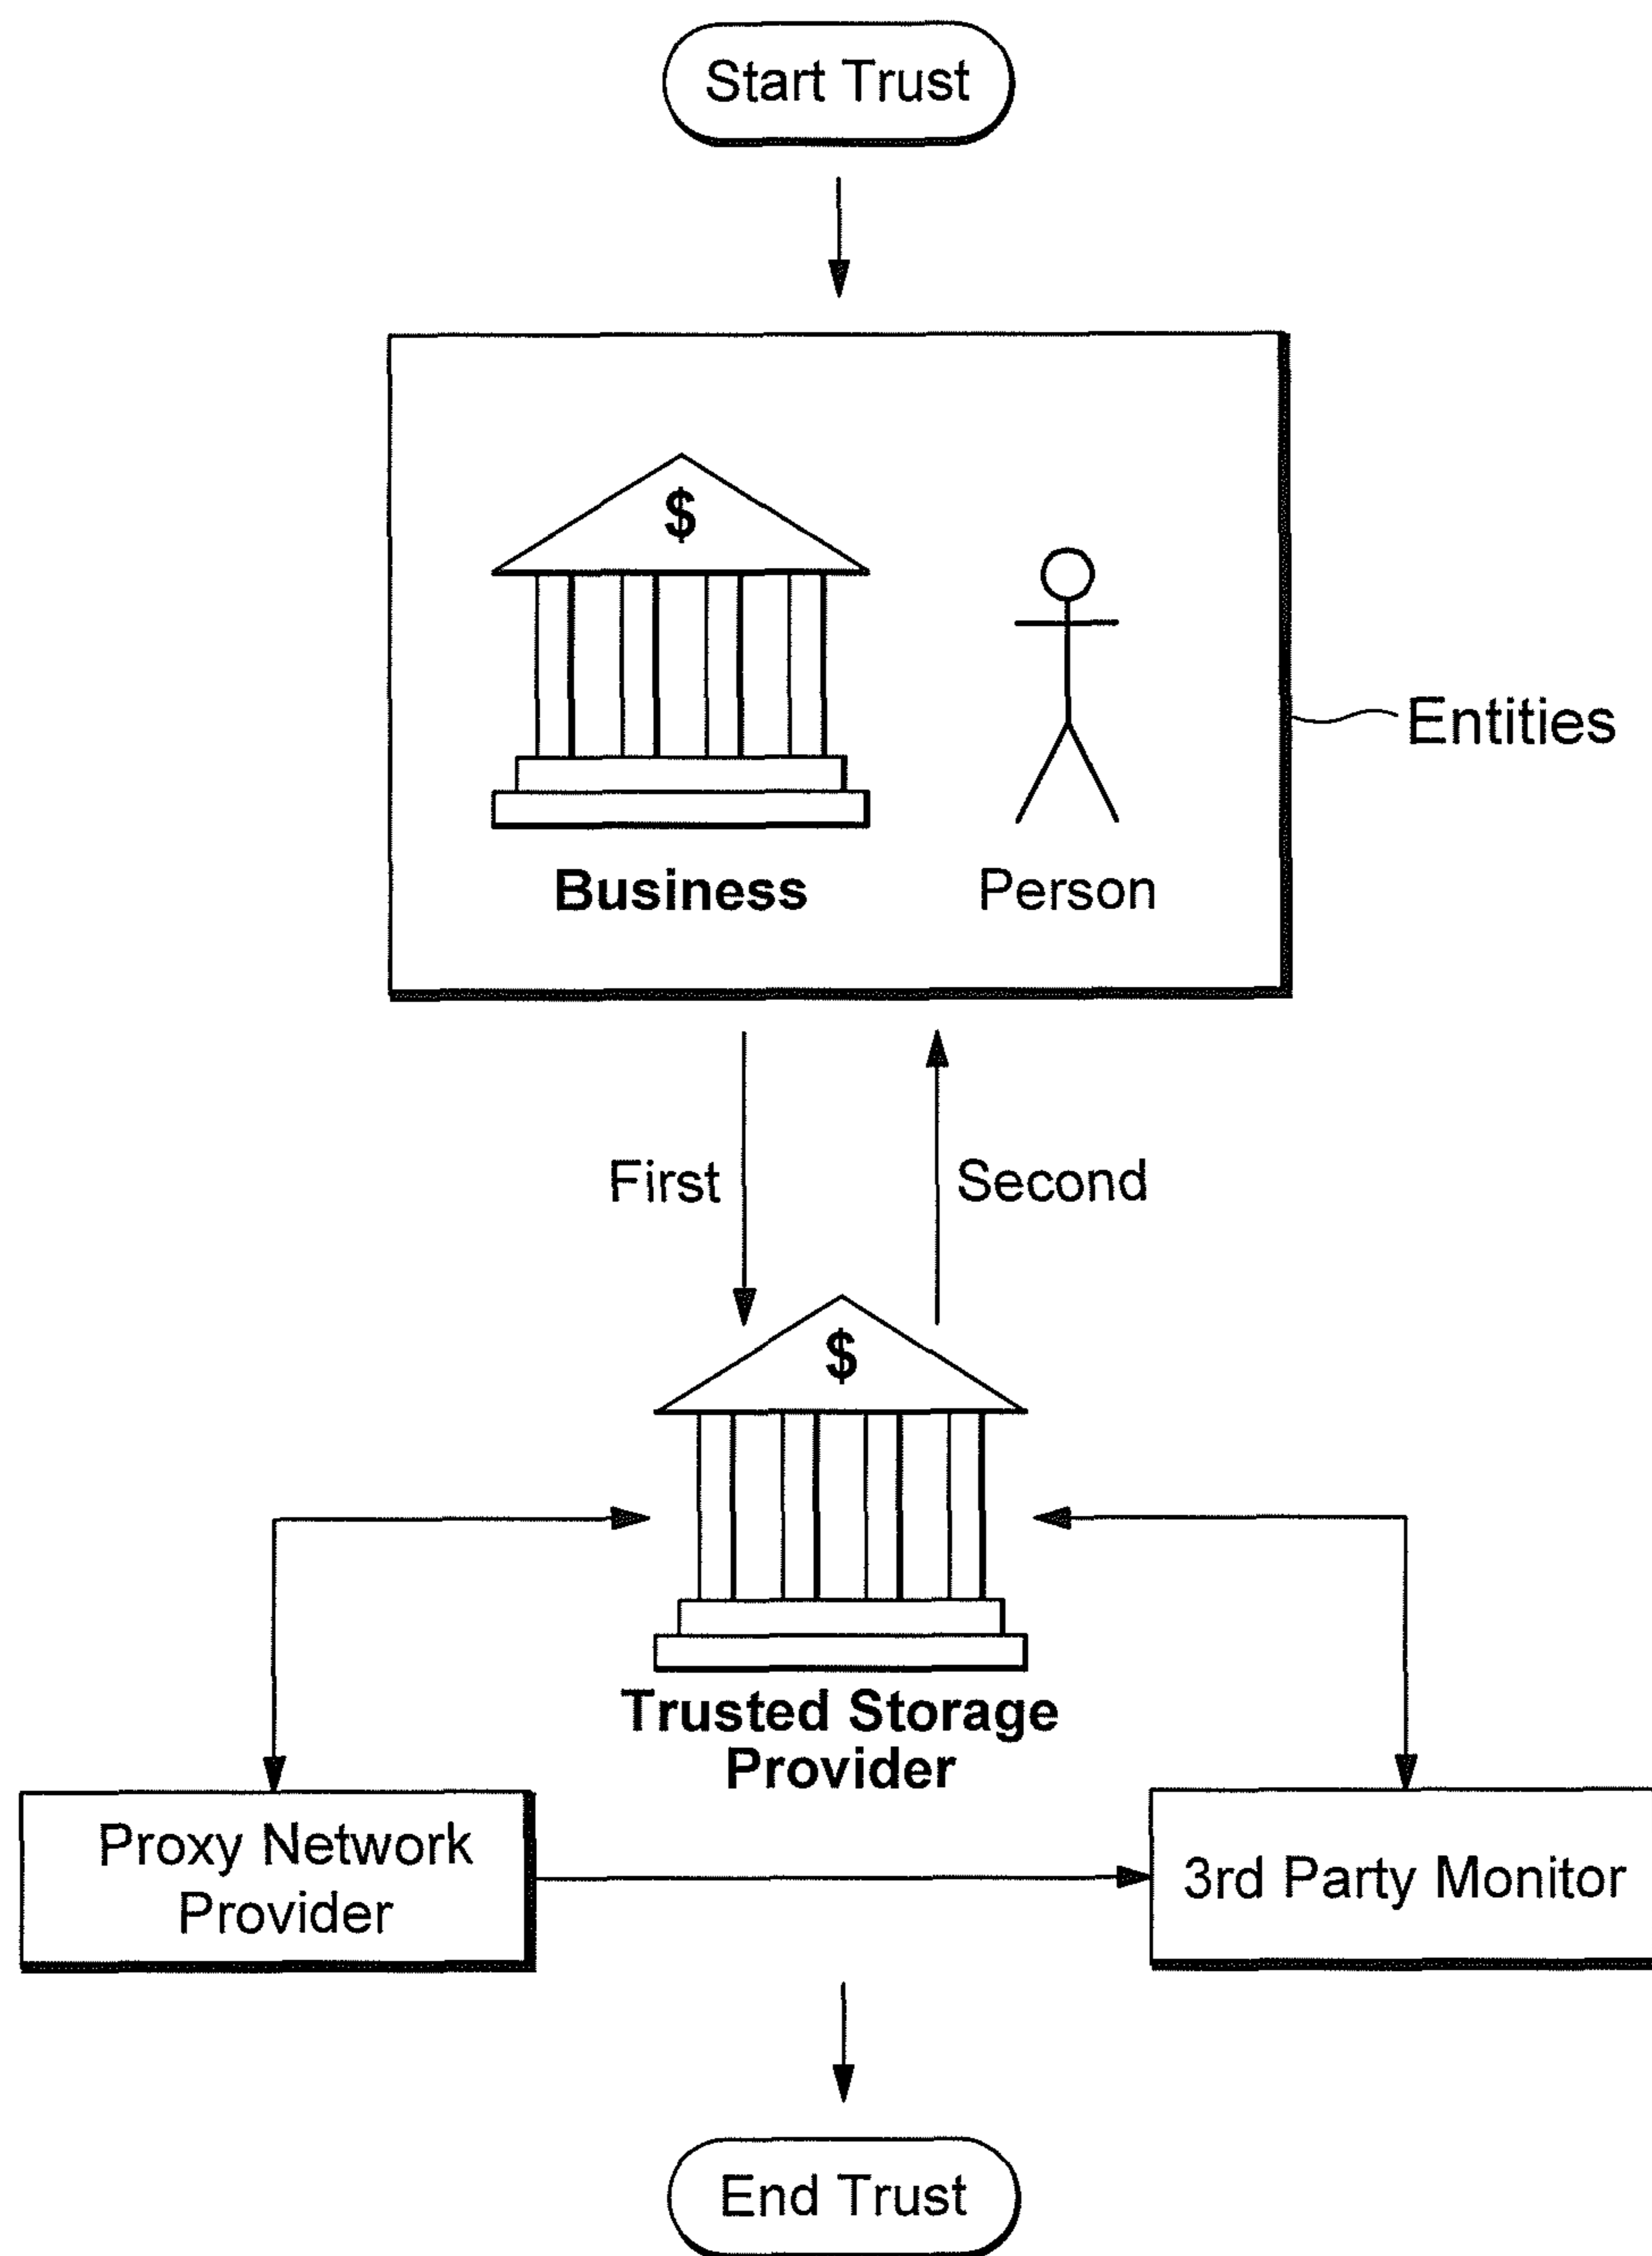 Start Trust
$
Business
Person
Entities
First
Second
$
Trusted Storage
Provider
Proxy Network
Provider
3rd Party Monitor
End Trust